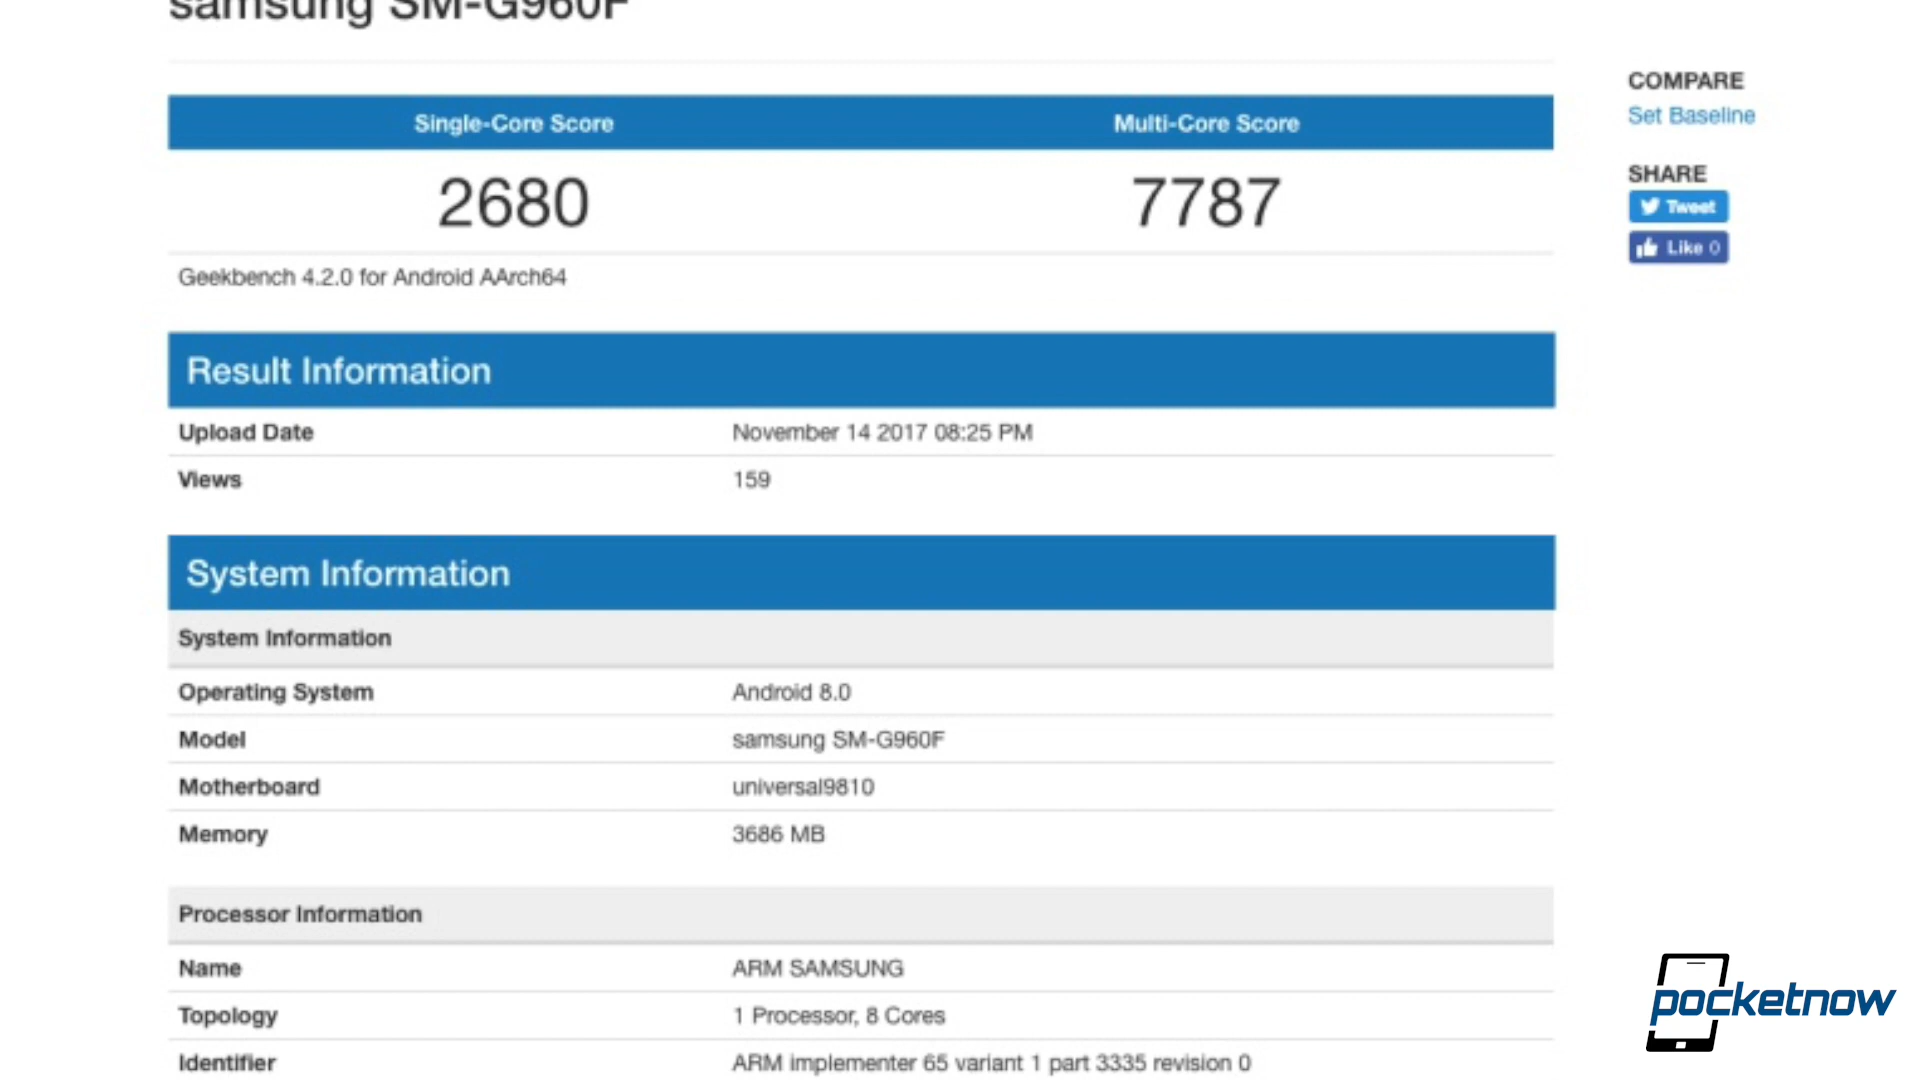 samsung SM-G960F
COMPARE
Set Baseline
Single-Core Score Multi-Core Score
SHARE
2680 7787
Tweet
Like 0
Geekbench 4.2.0 for Android AArch64
Result Information
Upload Date November 14 2017 08:25 PM
Views 159
System Information
System Information
Operating System Android 8.0
Model samsung SM-G960F
Motherboard universal9810
Memory 3686 MB
Processor Information
Name ARM SAMSUNG
Topology 1 Processor, 8 Cores
Identifier ARM implementer 65 variant 1 part 3335 revision 0
pocketnow